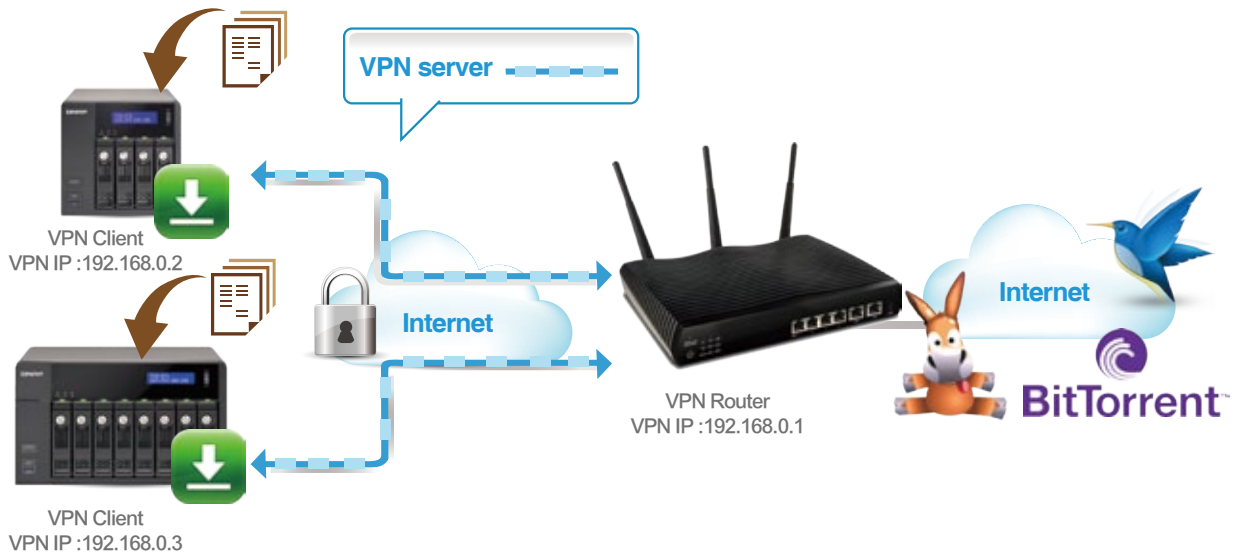 VPN server
VPN Client
VPN IP :192.168.0.2
Internet
VPN Client
VPN IP :192.168.0.3
VPN Router
VPN IP :192.168.0.1
Internet
BitTorrent™